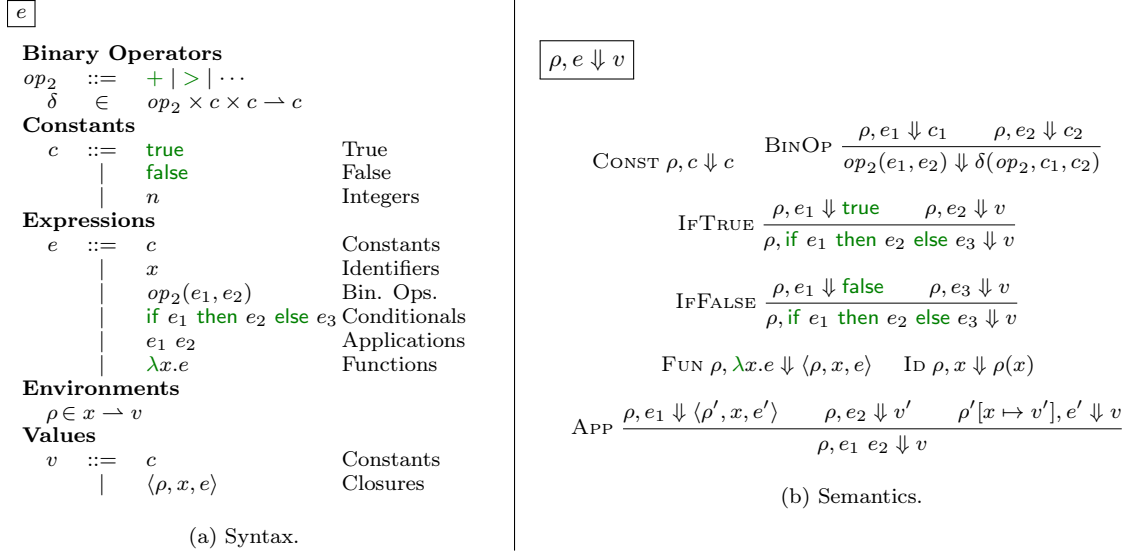 e
Binary Operators
op₂ ::= + | > | ⋯
δ ∈ op₂ × c × c ⇀ c
Constants
c ::= true True
| false False
| n Integers
Expressions
e ::= c Constants
| x Identifiers
| op₂(e₁, e₂) Bin. Ops.
| if e₁ then e₂ else e₃ Conditionals
| e₁ e₂ Applications
| λx.e Functions
Environments
ρ ∈ x ⇀ v
Values
v ::= c Constants
| ⟨ρ, x, e⟩ Closures
(a) Syntax.
ρ, e ⇓ v
CONST ρ, c ⇓ c
BINOP
ρ, e₁ ⇓ c₁ ρ, e₂ ⇓ c₂
op₂(e₁, e₂) ⇓ δ(op₂, c₁, c₂)
IFTRUE
ρ, e₁ ⇓ true ρ, e₂ ⇓ v
ρ, if e₁ then e₂ else e₃ ⇓ v
IFFALSE
ρ, e₁ ⇓ false ρ, e₃ ⇓ v
ρ, if e₁ then e₂ else e₃ ⇓ v
FUN ρ, λx.e ⇓ ⟨ρ, x, e⟩ ID ρ, x ⇓ ρ(x)
APP
ρ, e₁ ⇓ ⟨ρ′, x, e′⟩ ρ, e₂ ⇓ v′ ρ′[x ↦ v′], e′ ⇓ v
ρ, e₁ e₂ ⇓ v
(b) Semantics.